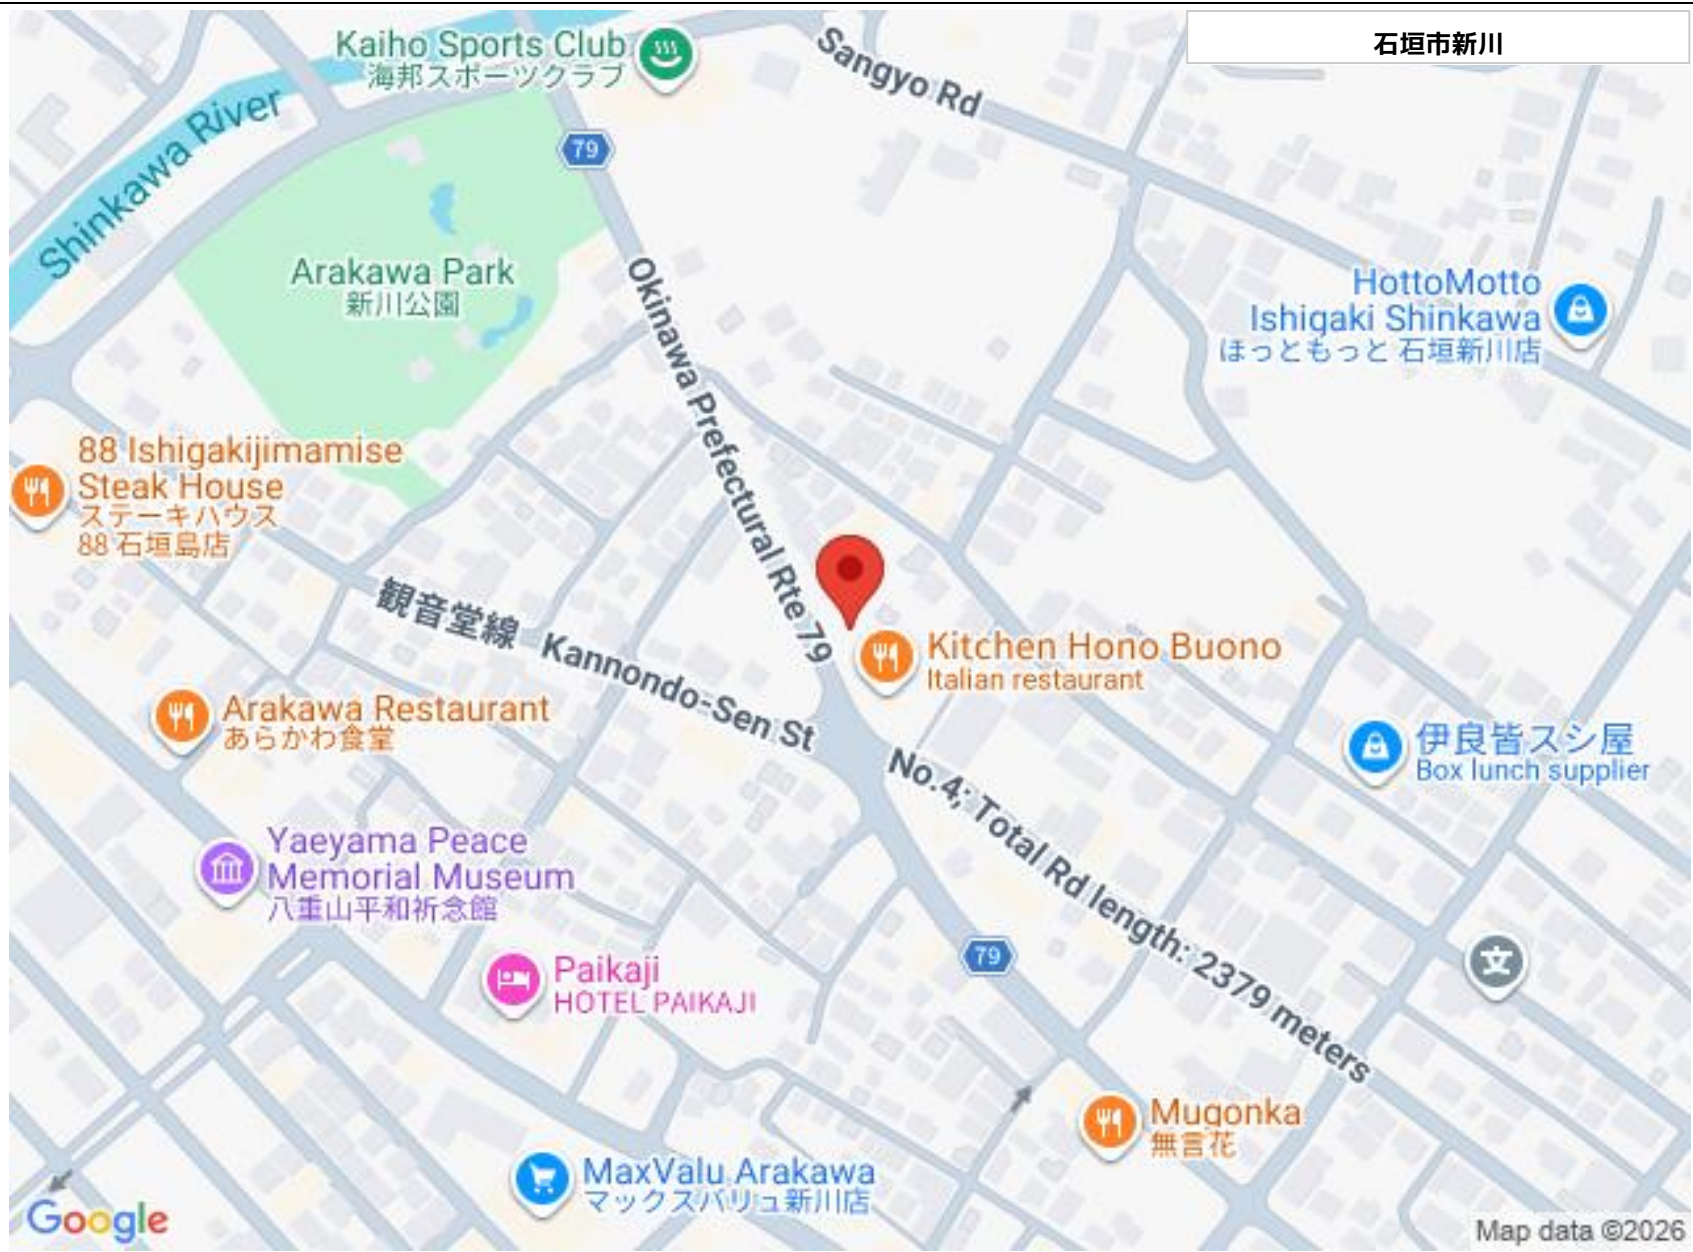 石垣市新川
Kaiho Sports Club
海邦スポーツクラブ
Sangyo Rd
Shinkawa River
79
Arakawa Park
新川公園
Okinawa Prefectural Rte 79
HottoMotto
Ishigaki Shinkawa
ほっともっと 石垣新川店
88 Ishigakijimamise
Steak House
ステーキハウス
88 石垣島店
観音堂線 Kannondo-Sen St
Kitchen Hono Buono
Italian restaurant
Arakawa Restaurant
あらかわ食堂
No.4; Total Rd length: 2379 meters
伊良皆スシ屋
Box lunch supplier
Yaeyama Peace
Memorial Museum
八重山平和祈念館
79
文
Paikaji
HOTEL PAIKAJI
Mugonka
無言花
MaxValu Arakawa
マックスバリュ新川店
Google
Map data ©2026